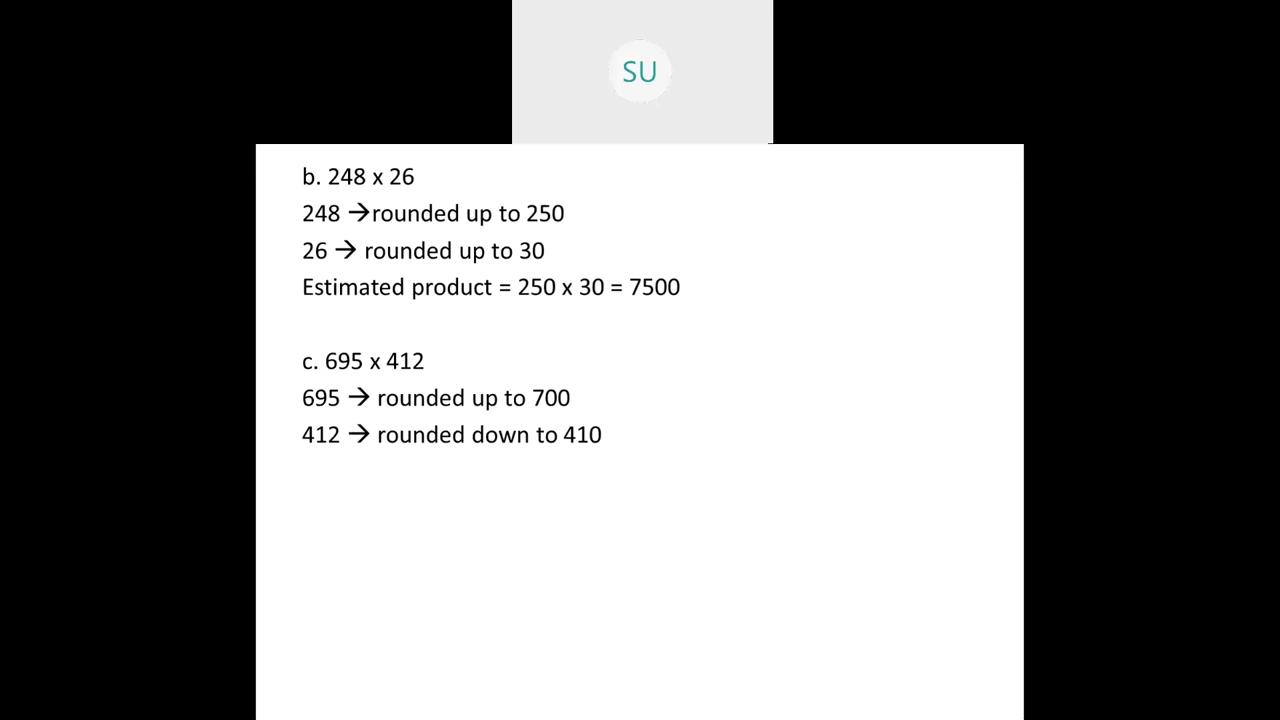 SU
b. 248 x 26
248 →rounded up to 250
26 → rounded up to 30
Estimated product = 250 x 30 = 7500
c. 695 x 412
695 → rounded up to 700
412 → rounded down to 410